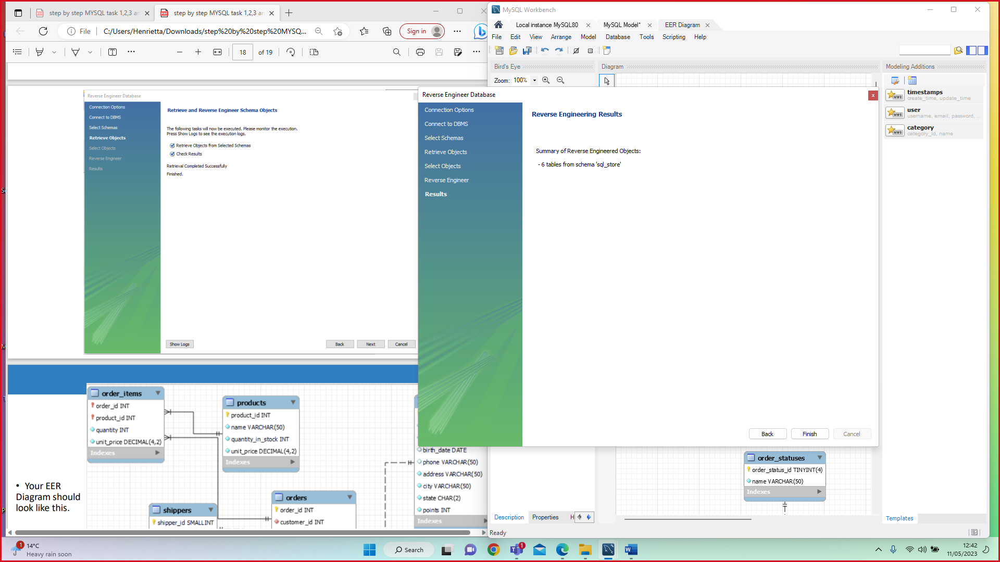 step by step MYSQL task 1,2,3 an
step by step MYSQL task 1,2,3 an
File
C:/Users/Henrietta/Downloads/step%20by%20step%20MYSQ...
Sign in
18
of 19
Reverse Engineer Database
Connection Options
Connect to DBMS
Select Schemas
Retrieve Objects
Select Objects
Reverse Engineer
Results
Retrieve and Reverse Engineer Schema Objects
The following tasks will now be executed. Please monitor the execution.
Press Show Logs to see the execution logs.
Retrieve Objects from Selected Schemas
Check Results
Retrieval Completed Successfully
Finished.
Show Logs
Back
Next
Cancel
order_items
order_id INT
product_id INT
quantity INT
unit_price DECIMAL(4,2)
Indexes
products
product_id INT
name VARCHAR(50)
quantity_in_stock INT
unit_price DECIMAL(4,2)
Indexes
birth_date DATE
phone VARCHAR(50)
address VARCHAR(50)
city VARCHAR(50)
state CHAR(2)
points INT
Indexes
• Your EER
Diagram should
look like this.
shippers
shipper_id SMALLINT
orders
order_id INT
customer_id INT
MySQL Workbench
Local instance MySQL80
MySQL Model*
EER Diagram
File Edit View Arrange Model Database Tools Scripting Help
Bird's Eye
Zoom: 100%
Diagram
Modeling Additions
timestamps
create_time, update_time
user
username, email, password, ...
category
category_id, name
Reverse Engineer Database
x
Connection Options
Connect to DBMS
Select Schemas
Retrieve Objects
Select Objects
Reverse Engineer
Results
Reverse Engineering Results
Summary of Reverse Engineered Objects:
- 6 tables from schema 'sql_store'
Back
Finish
Cancel
order_statuses
order_status_id TINYINT(4)
name VARCHAR(50)
Indexes
Description
Properties
H
Templates
Ready
1
14°C
Heavy rain soon
Search
1
12:42
11/05/2023